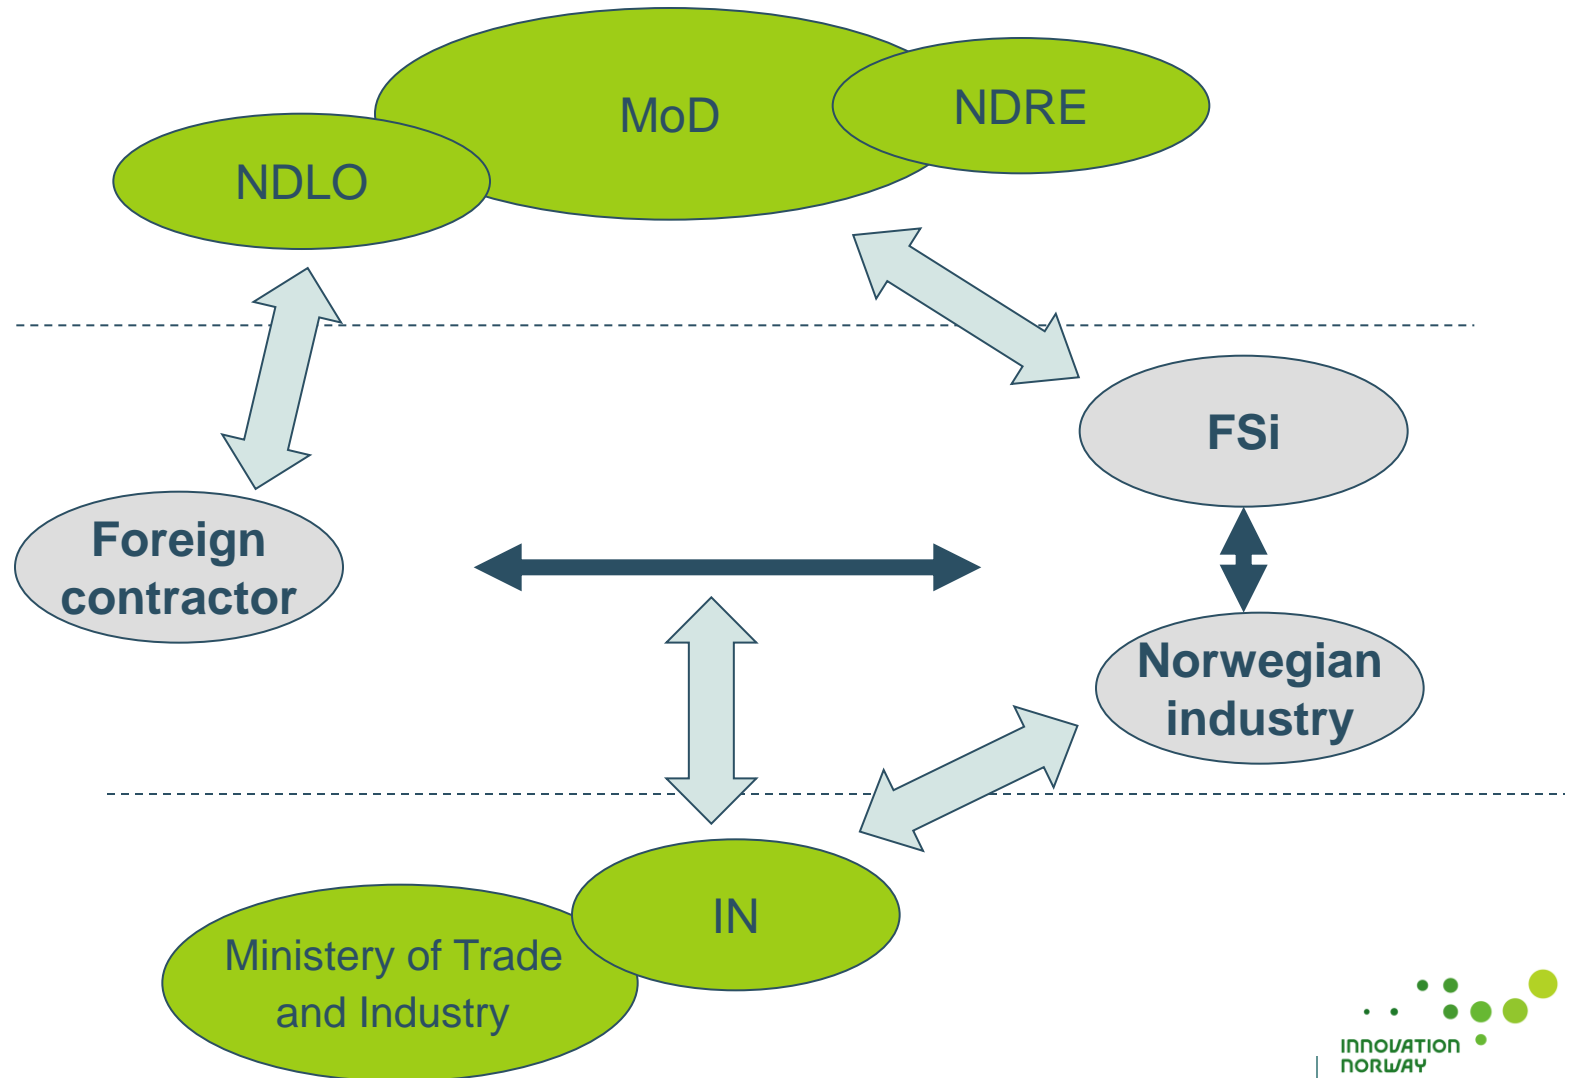 MoD
NDRE
NDLO
FSi
Foreign
contractor
Norwegian
industry
IN
Ministery of Trade
and Industry
INNOVATION
NORWAY